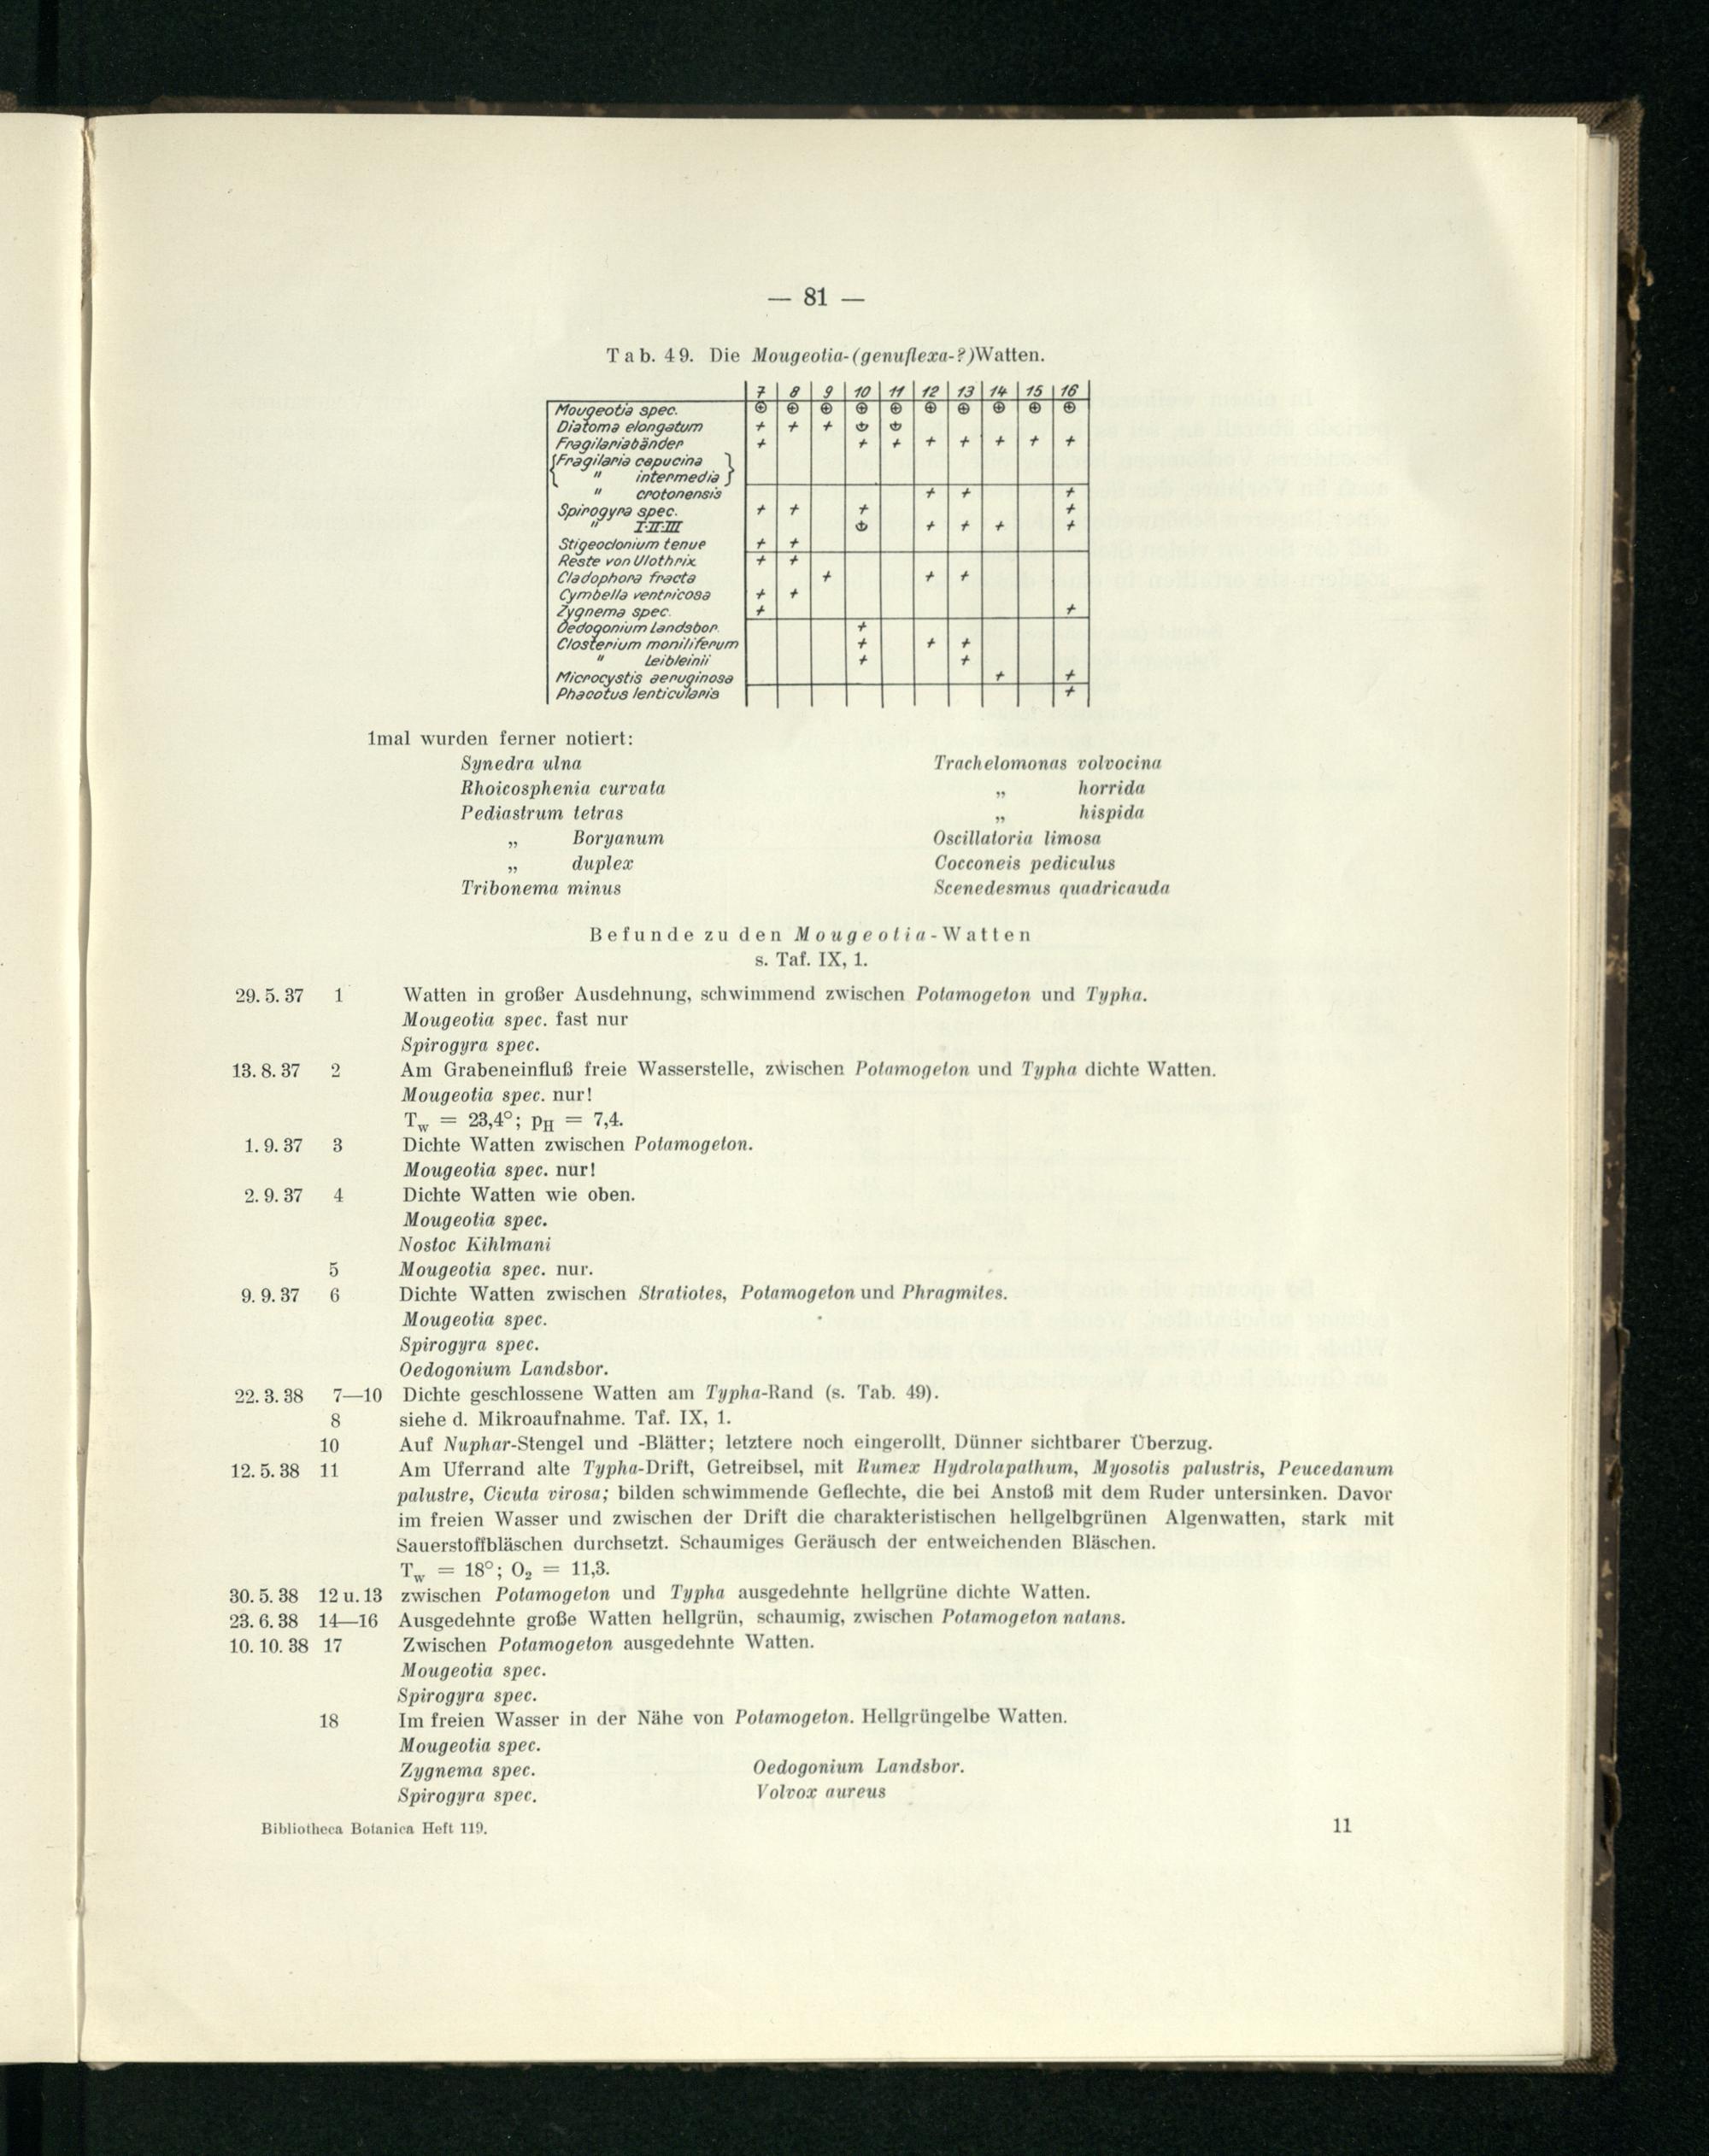 — 81 —
Tab. 49. Die Mougeotia-(genuflexa-?)Watten.
7 8 9 10 11 12 13 14 15 16
Mougeotia spec. ⊕ ⊕ ⊕ ⊕ ⊕ ⊕ ⊕ ⊕ ⊕ ⊕
Diatoma elongatum + + +
Fragilariabänder + + + + + + + +
{Fragilaria capucina }
" intermedia
" crotonensis + + +
Spirogyra spec. + + + +
" I·II·III + + + +
Stigeoclonium tenue + +
Reste von Ulothrix + +
Cladophora fracta + + +
Cymbella ventricosa + +
Zygnema spec. + +
Oedogonium Landsbor. +
Closterium moniliferum + + +
" Leibleinii + +
Microcystis aeruginosa + +
Phacotus lenticularis +
1mal wurden ferner notiert:
Synedra ulna Trachelomonas volvocina
Rhoicosphenia curvata „ horrida
Pediastrum tetras „ hispida
„ Boryanum Oscillatoria limosa
„ duplex Cocconeis pediculus
Tribonema minus Scenedesmus quadricauda
Befunde zu den Mougeotia-Watten
s. Taf. IX, 1.
29. 5. 37 1 Watten in großer Ausdehnung, schwimmend zwischen Potamogeton und Typha.
Mougeotia spec. fast nur
Spirogyra spec.
13. 8. 37 2 Am Grabeneinfluß freie Wasserstelle, zwischen Potamogeton und Typha dichte Watten.
Mougeotia spec. nur!
Tw = 23,4°; pH = 7,4.
1. 9. 37 3 Dichte Watten zwischen Potamogeton.
Mougeotia spec. nur!
2. 9. 37 4 Dichte Watten wie oben.
Mougeotia spec.
Nostoc Kihlmani
5 Mougeotia spec. nur.
9. 9. 37 6 Dichte Watten zwischen Stratiotes, Potamogeton und Phragmites.
Mougeotia spec.
Spirogyra spec.
Oedogonium Landsbor.
22. 3. 38 7—10 Dichte geschlossene Watten am Typha-Rand (s. Tab. 49).
8 siehe d. Mikroaufnahme. Taf. IX, 1.
10 Auf Nuphar-Stengel und -Blätter; letztere noch eingerollt. Dünner sichtbarer Überzug.
12. 5. 38 11 Am Uferrand alte Typha-Drift, Getreibsel, mit Rumex Hydrolapathum, Myosotis palustris, Peucedanum
palustre, Cicuta virosa; bilden schwimmende Geflechte, die bei Anstoß mit dem Ruder untersinken. Davor
im freien Wasser und zwischen der Drift die charakteristischen hellgelbgrünen Algenwatten, stark mit
Sauerstoffbläschen durchsetzt. Schaumiges Geräusch der entweichenden Bläschen.
Tw = 18°; O₂ = 11,3.
30. 5. 38 12 u. 13 zwischen Potamogeton und Typha ausgedehnte hellgrüne dichte Watten.
23. 6. 38 14—16 Ausgedehnte große Watten hellgrün, schaumig, zwischen Potamogeton natans.
10. 10. 38 17 Zwischen Potamogeton ausgedehnte Watten.
Mougeotia spec.
Spirogyra spec.
18 Im freien Wasser in der Nähe von Potamogeton. Hellgrüngelbe Watten.
Mougeotia spec.
Zygnema spec. Oedogonium Landsbor.
Spirogyra spec. Volvox aureus
Bibliotheca Botanica Heft 119. 11